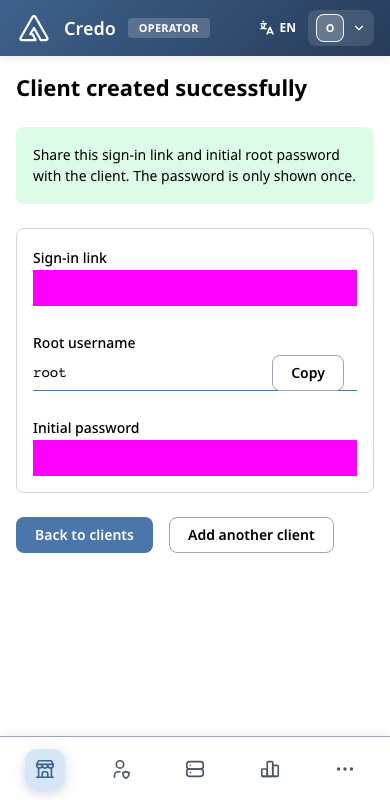 Credo
OPERATOR
EN
O
Client created successfully
Share this sign-in link and initial root password
with the client. The password is only shown once.
Sign-in link
Root username
root
Copy
Initial password
Back to clients
Add another client